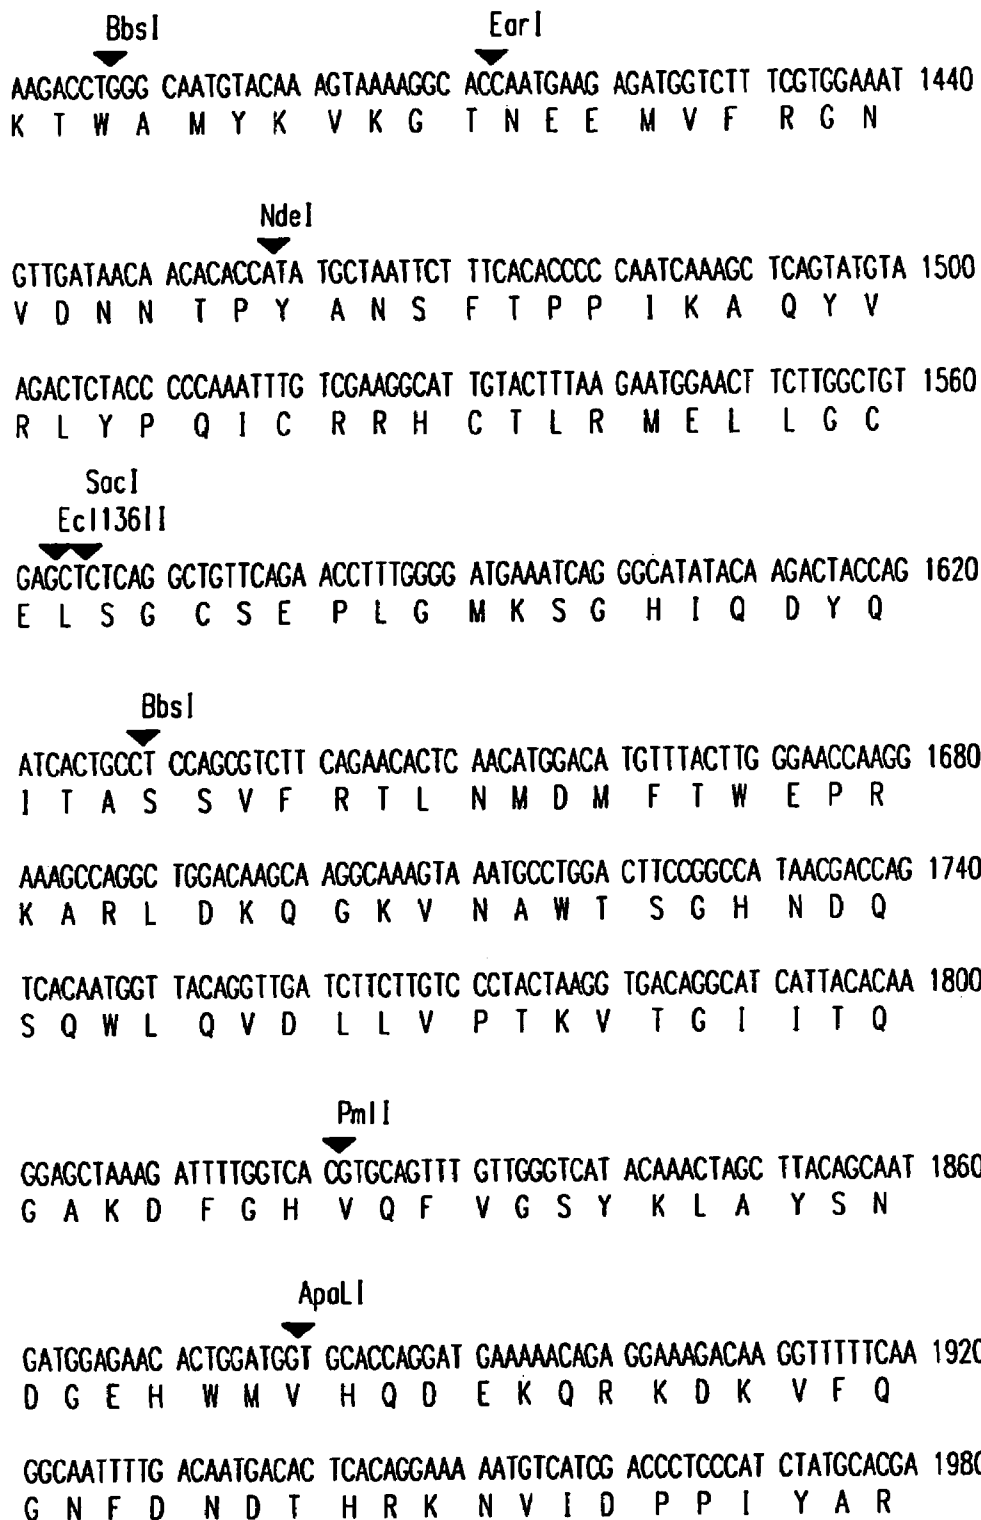 BbsI EarI
AAGACCTGGG CAATGTACAA AGTAAAAGGC ACCAATGAAG AGATGGTCTT TCGTGGAAAT 1440
K T W A M Y K V K G T N E E M V F R G N
NdeI
GTTGATAACA ACACACCATA TGCTAATTCT TTCACACCCC CAATCAAAGC TCAGTATGTA 1500
V D N N T P Y A N S F T P P I K A Q Y V
AGACTCTACC CCCAAATTTG TCGAAGGCAT TGTACTTTAA GAATGGAACT TCTTGGCTGT 1560
R L Y P Q I C R R H C T L R M E L L G C
SacI
Ecl136II
GAGCTCTCAG GCTGTTCAGA ACCTTTGGGG ATGAAATCAG GGCATATACA AGACTACCAG 1620
E L S G C S E P L G M K S G H I Q D Y Q
BbsI
ATCACTGCCT CCAGCGTCTT CAGAACACTC AACATGGACA TGTTTACTTG GGAACCAAGG 1680
I T A S S V F R T L N M D M F T W E P R
AAAGCCAGGC TGGACAAGCA AGGCAAAGTA AATGCCTGGA CTTCCGGCCA TAACGACCAG 1740
K A R L D K Q G K V N A W T S G H N D Q
TCACAATGGT TACAGGTTGA TCTTCTTGTC CCTACTAAGG TGACAGGCAT CATTACACAA 1800
S Q W L Q V D L L V P T K V T G I I T Q
PmlI
GGAGCTAAAG ATTTTGGTCA CGTGCAGTTT GTTGGGTCAT ACAAACTAGC TTACAGCAAT 1860
G A K D F G H V Q F V G S Y K L A Y S N
ApaLI
GATGGAGAAC ACTGGATGGT GCACCAGGAT GAAAAACAGA GGAAAGACAA GGTTTTTCAA 1920
D G E H W M V H Q D E K Q R K D K V F Q
GGCAATTTTG ACAATGACAC TCACAGGAAA AATGTCATCG ACCCTCCCAT CTATGCACGA 1980
G N F D N D T H R K N V I D P P I Y A R